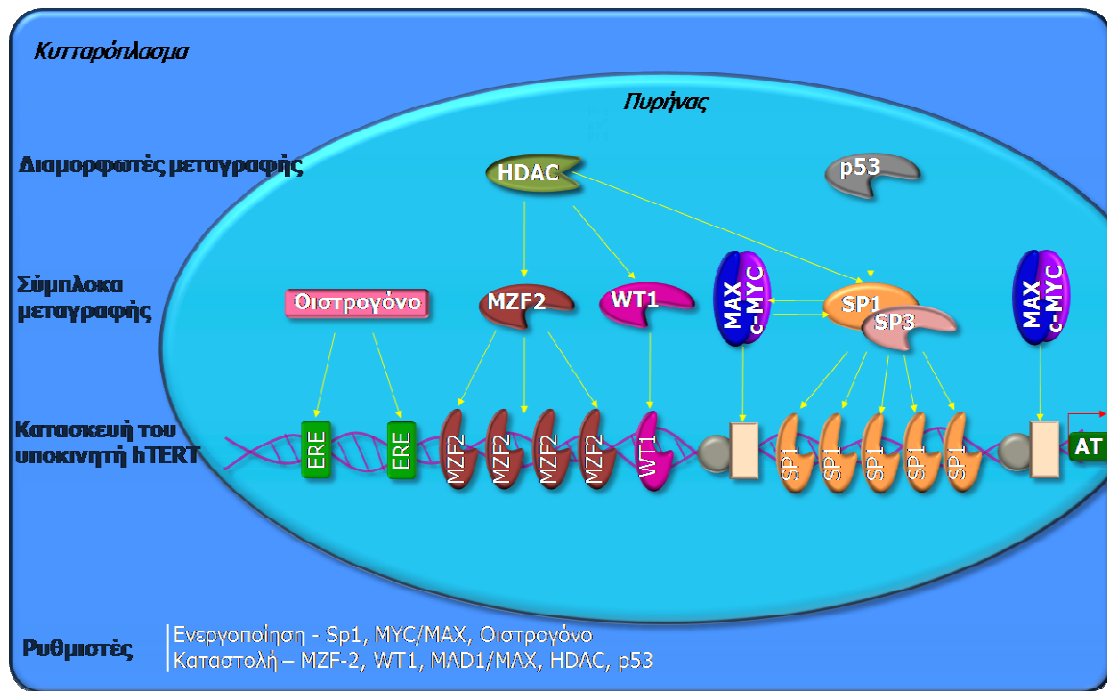 Κυτταρόπλασμα
Πυρήνας
Διαμορφωτές μεταγραφής
HDAC
p53
Σύμπλοκα
μεταγραφής
Οιστρογόνο
MZF2
WT1
MAX
c-MYC
SP1
SP3
MAX
c-MYC
Κατασκευή του
υποκινητή hTERT
ERE
ERE
MZF2
MZF2
MZF2
MZF2
WT1
SP1
SP1
SP1
SP1
SP1
AT
Ρυθμιστές
Ενεργοποίηση - Sp1, MYC/MAX, Οιστρογόνο
Καταστολή – MZF-2, WT1, MAD1/MAX, HDAC, p53